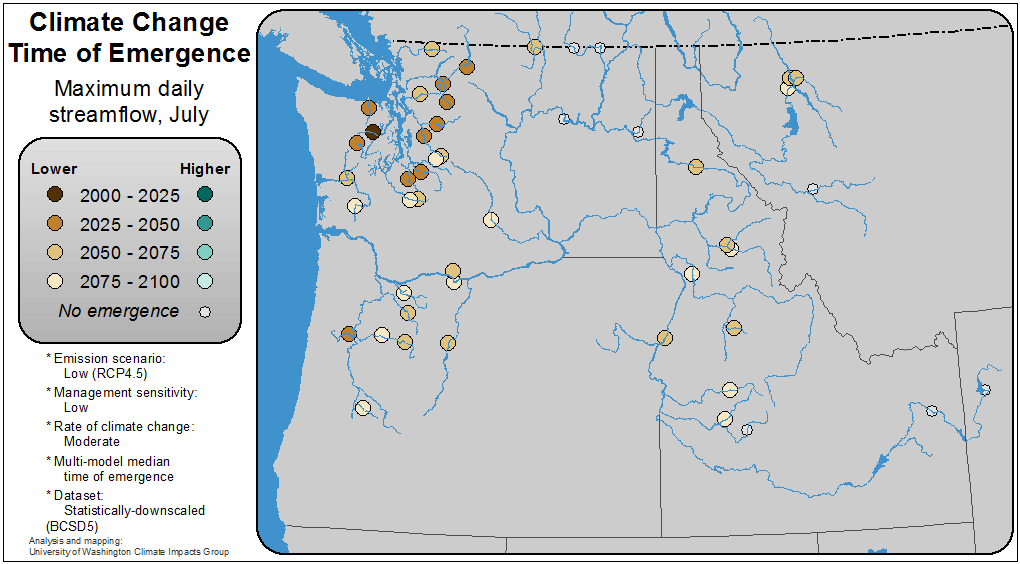 Climate Change
Time of Emergence
Maximum daily
streamflow, July
Lower Higher
2000 - 2025
2025 - 2050
2050 - 2075
2075 - 2100
No emergence
* Emission scenario:
Low (RCP4.5)
* Management sensitivity:
Low
* Rate of climate change:
Moderate
* Multi-model median
time of emergence
* Dataset:
Statistically-downscaled
(BCSD5)
Analysis and mapping:
University of Washington Climate Impacts Group